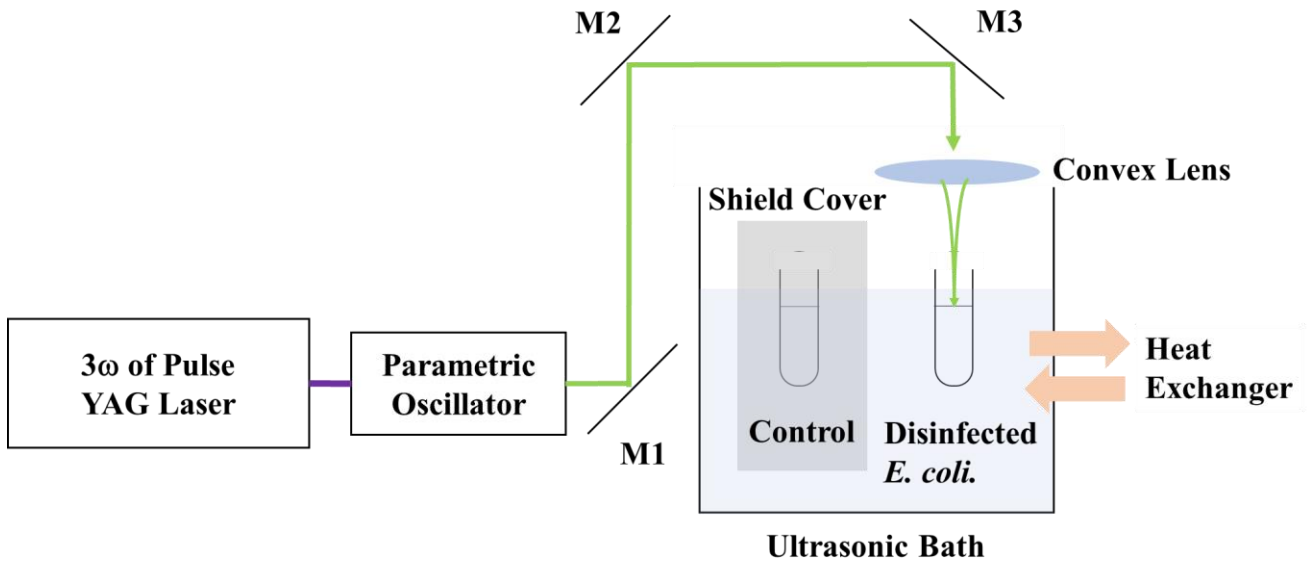 M2
M3
Convex Lens
Shield Cover
3ω of Pulse
YAG Laser
Parametric
Oscillator
M1
Control
Disinfected
E. coli.
Heat
Exchanger
Ultrasonic Bath